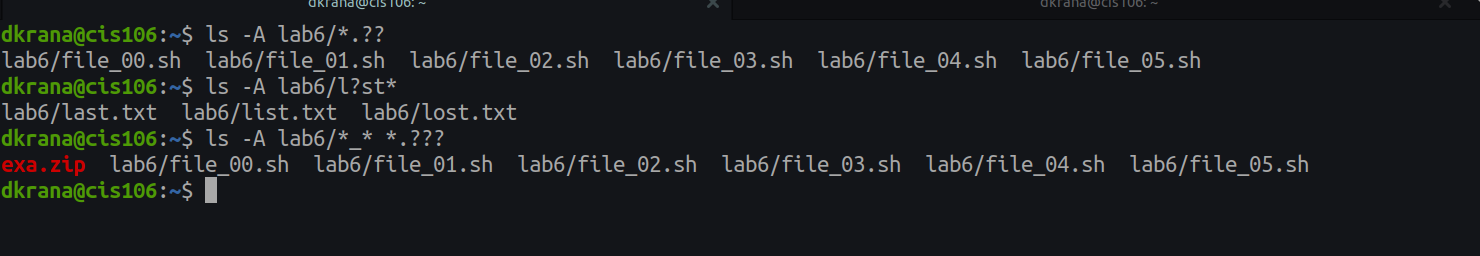 dkrana@cis106: ~ × dkrana@cis106: ~ ×
dkrana@cis106:~$ ls -A lab6/*.??
lab6/file_00.sh lab6/file_01.sh lab6/file_02.sh lab6/file_03.sh lab6/file_04.sh lab6/file_05.sh
dkrana@cis106:~$ ls -A lab6/l?st*
lab6/last.txt lab6/list.txt lab6/lost.txt
dkrana@cis106:~$ ls -A lab6/*_* *.???
exa.zip lab6/file_00.sh lab6/file_01.sh lab6/file_02.sh lab6/file_03.sh lab6/file_04.sh lab6/file_05.sh
dkrana@cis106:~$